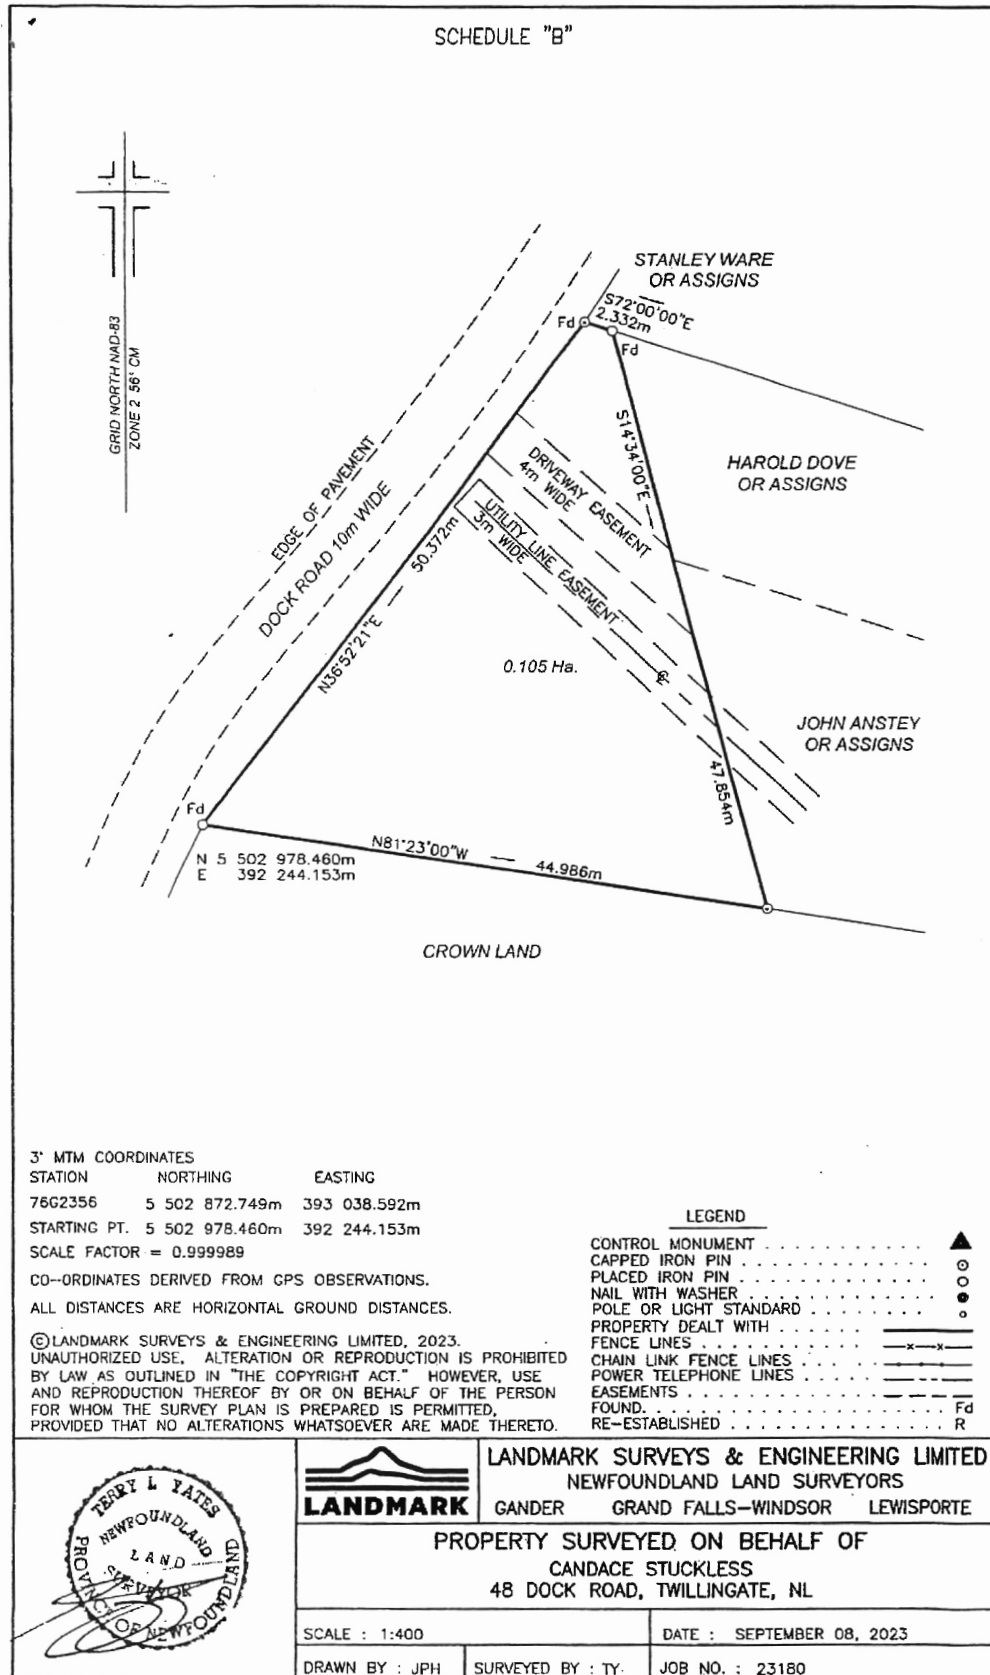 SCHEDULE "B"
GRID NORTH NAD-83
ZONE 2 56° CM
STANLEY WARE
OR ASSIGNS
S72°00'00"E
2.332m
Fd
Fd
S14°34'00"E
HAROLD DOVE
OR ASSIGNS
DRIVEWAY EASEMENT
4m WIDE
EDGE OF PAVEMENT
DOCK ROAD 10m WIDE
UTILITY LINE EASEMENT
3m WIDE
50.372m
N36°52'21"E
0.105 Ha.
JOHN ANSTEY
OR ASSIGNS
47.854m
Fd
N 5 502 978.460m
E 392 244.153m
N81°23'00"W
44.986m
CROWN LAND
3° MTM COORDINATES
STATION NORTHING EASTING
76G2356 5 502 872.749m 393 038.592m
STARTING PT. 5 502 978.460m 392 244.153m
SCALE FACTOR = 0.999989
CO-ORDINATES DERIVED FROM GPS OBSERVATIONS.
ALL DISTANCES ARE HORIZONTAL GROUND DISTANCES.
©LANDMARK SURVEYS & ENGINEERING LIMITED, 2023.
UNAUTHORIZED USE, ALTERATION OR REPRODUCTION IS PROHIBITED
BY LAW AS OUTLINED IN "THE COPYRIGHT ACT." HOWEVER, USE
AND REPRODUCTION THEREOF BY OR ON BEHALF OF THE PERSON
FOR WHOM THE SURVEY PLAN IS PREPARED IS PERMITTED,
PROVIDED THAT NO ALTERATIONS WHATSOEVER ARE MADE THERETO.
LEGEND
CONTROL MONUMENT
CAPPED IRON PIN
PLACED IRON PIN
NAIL WITH WASHER
POLE OR LIGHT STANDARD
PROPERTY DEALT WITH
FENCE LINES
CHAIN LINK FENCE LINES
POWER TELEPHONE LINES
EASEMENTS
FOUND. Fd
RE-ESTABLISHED R
TERRY L YATES
NEWFOUNDLAND
LAND
SURVEYOR
PROVINCE OF NEWFOUNDLAND
LANDMARK
LANDMARK SURVEYS & ENGINEERING LIMITED
NEWFOUNDLAND LAND SURVEYORS
GANDER GRAND FALLS-WINDSOR LEWISPORTE
PROPERTY SURVEYED ON BEHALF OF
CANDACE STUCKLESS
48 DOCK ROAD, TWILLINGATE, NL
SCALE : 1:400
DATE : SEPTEMBER 08, 2023
DRAWN BY : JPH
SURVEYED BY : TY
JOB NO. : 23180